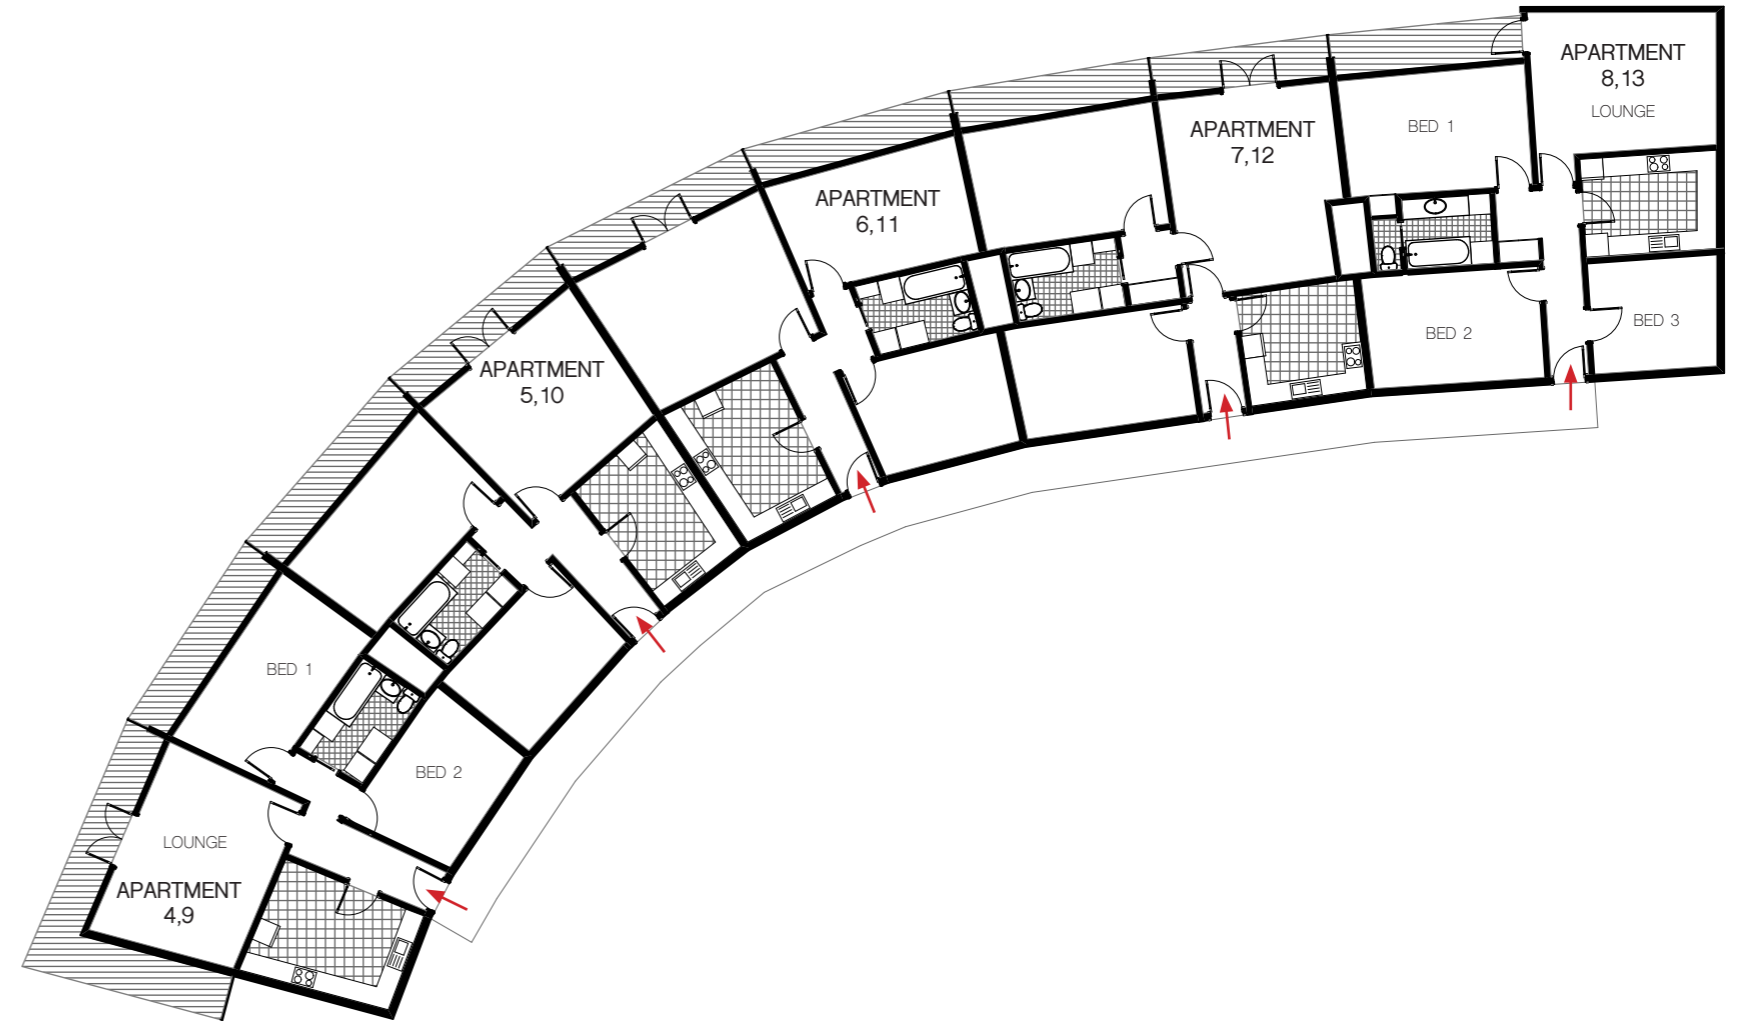 APARTMENT
8,13
LOUNGE
BED 1
APARTMENT
7,12
APARTMENT
6,11
BED 2
BED 3
APARTMENT
5,10
BED 1
BED 2
LOUNGE
APARTMENT
4,9